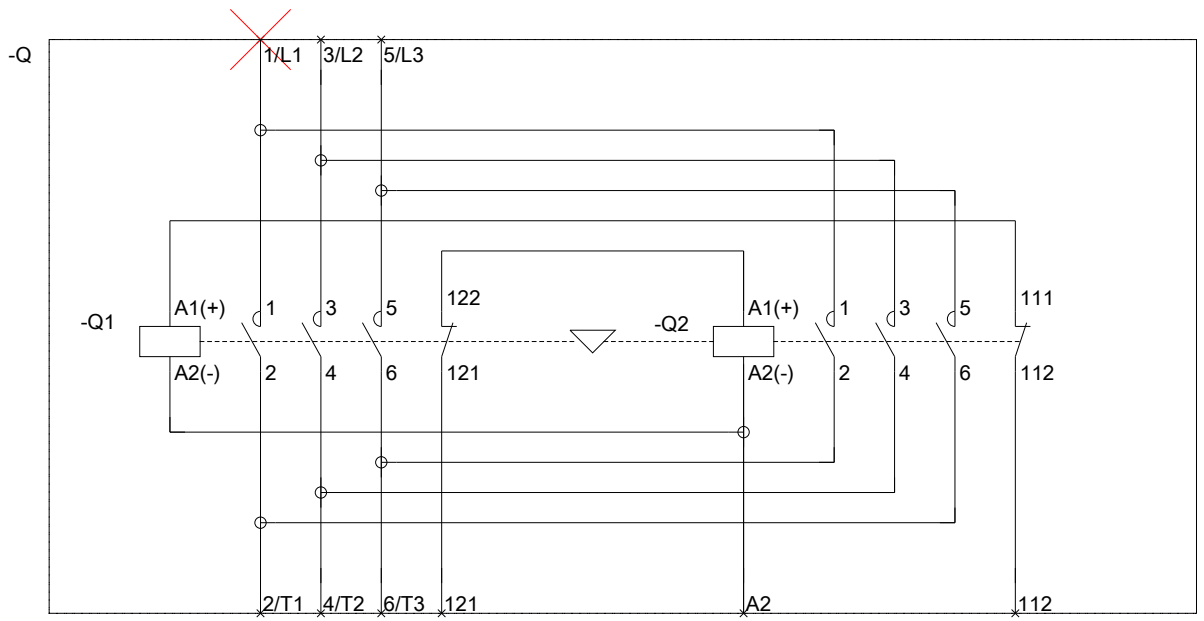 -Q
1/L1 3/L2 5/L3
A1(+) 1 3 5 122 A1(+) 1 3 5 111
-Q1 -Q2
A2(-) 2 4 6 121 A2(-) 2 4 6 112
2/T1 4/T2 6/T3 121 A2 112